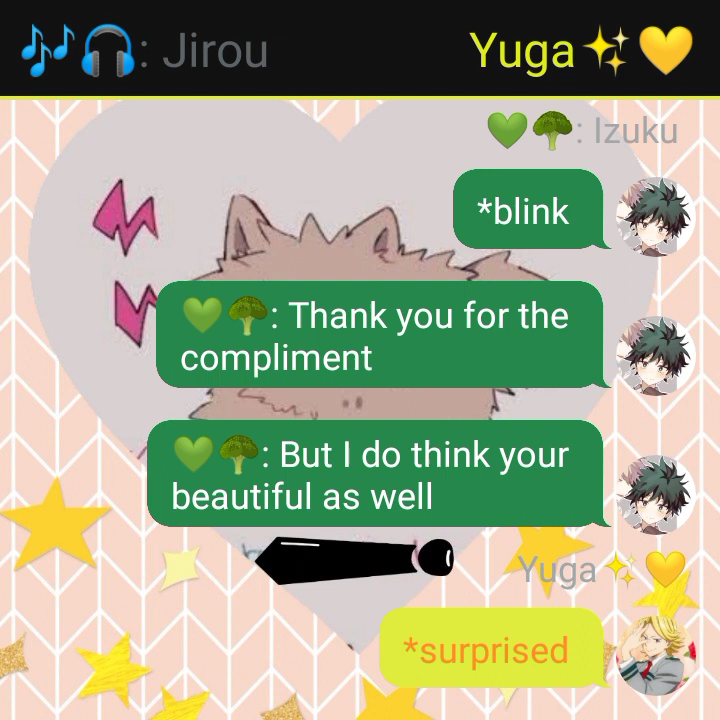 🎶🎧: Jirou
Yuga✨💛
💚🥦: Izuku
*blink
💚🥦: Thank you for the
compliment
💚🥦: But I do think your
beautiful as well
Yuga✨💛
*surprised